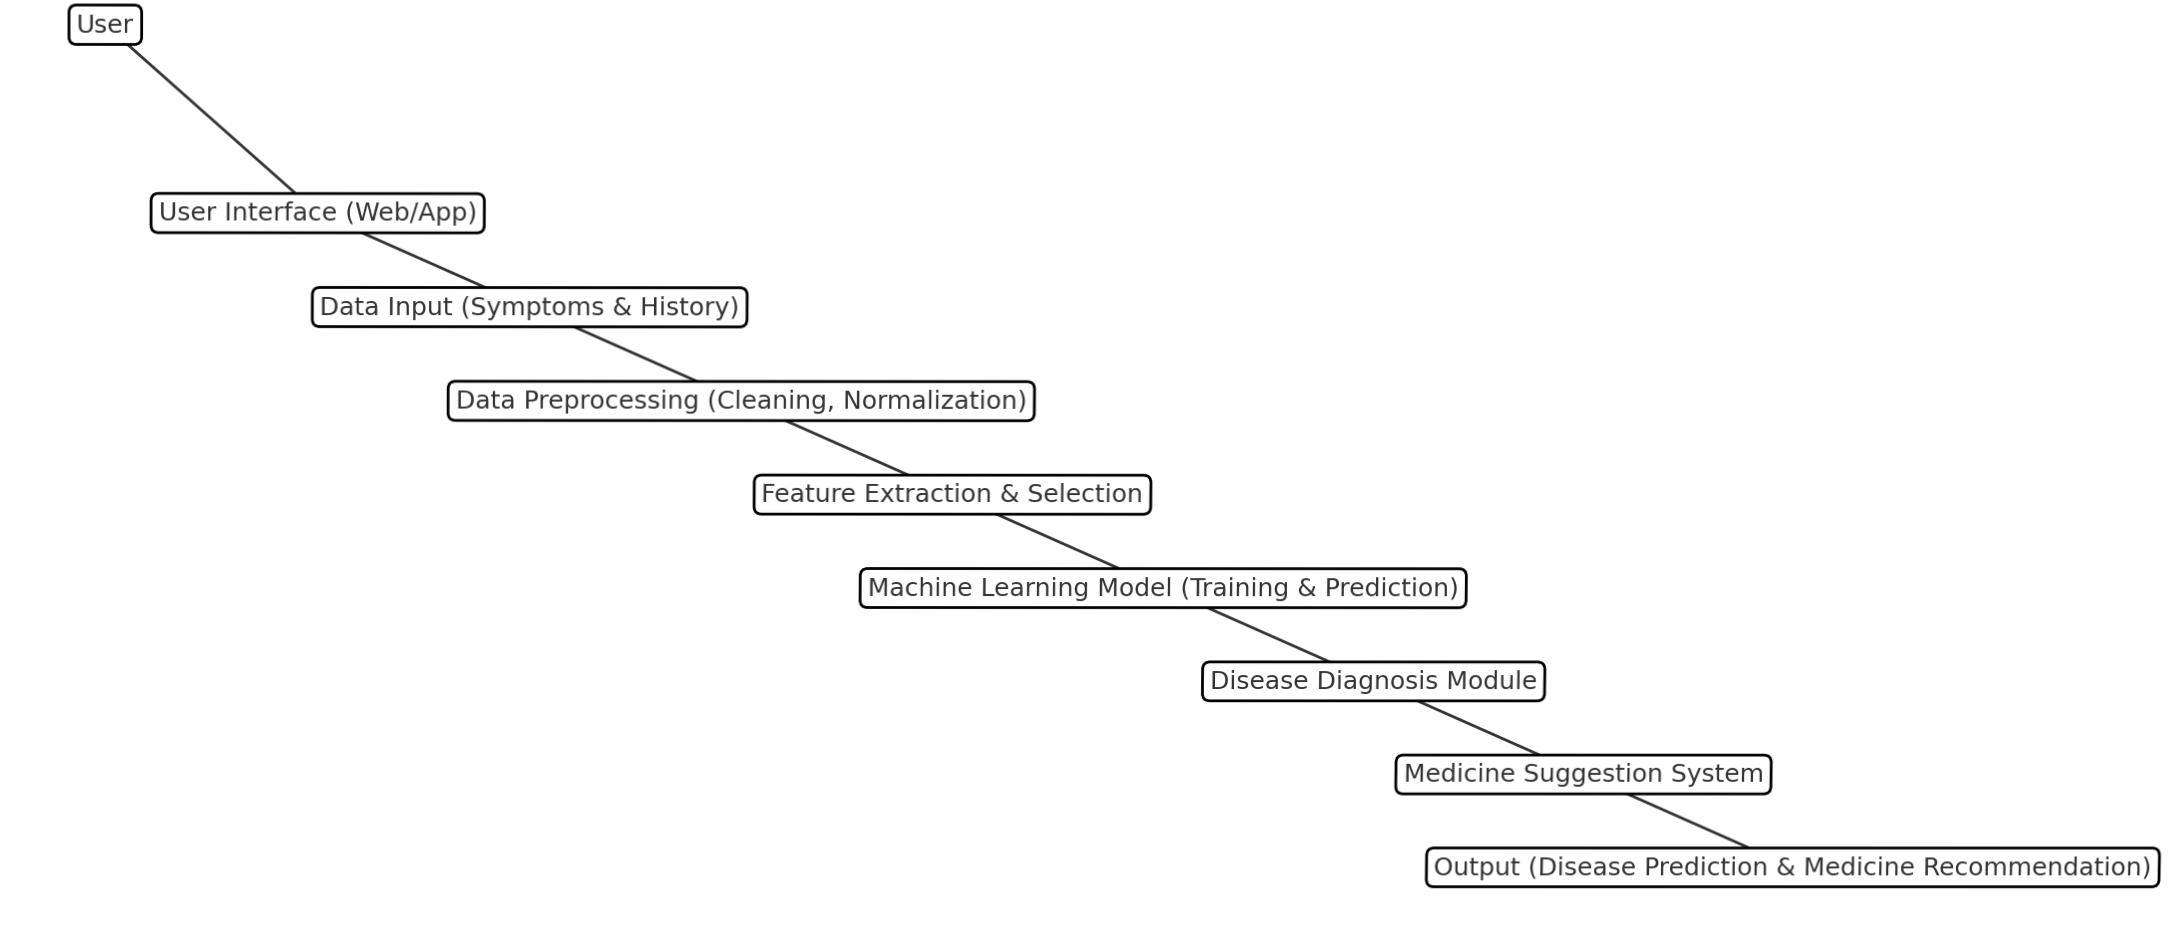 User
User Interface (Web/App)
Data Input (Symptoms & History)
Data Preprocessing (Cleaning, Normalization)
Feature Extraction & Selection
Machine Learning Model (Training & Prediction)
Disease Diagnosis Module
Medicine Suggestion System
Output (Disease Prediction & Medicine Recommendation)